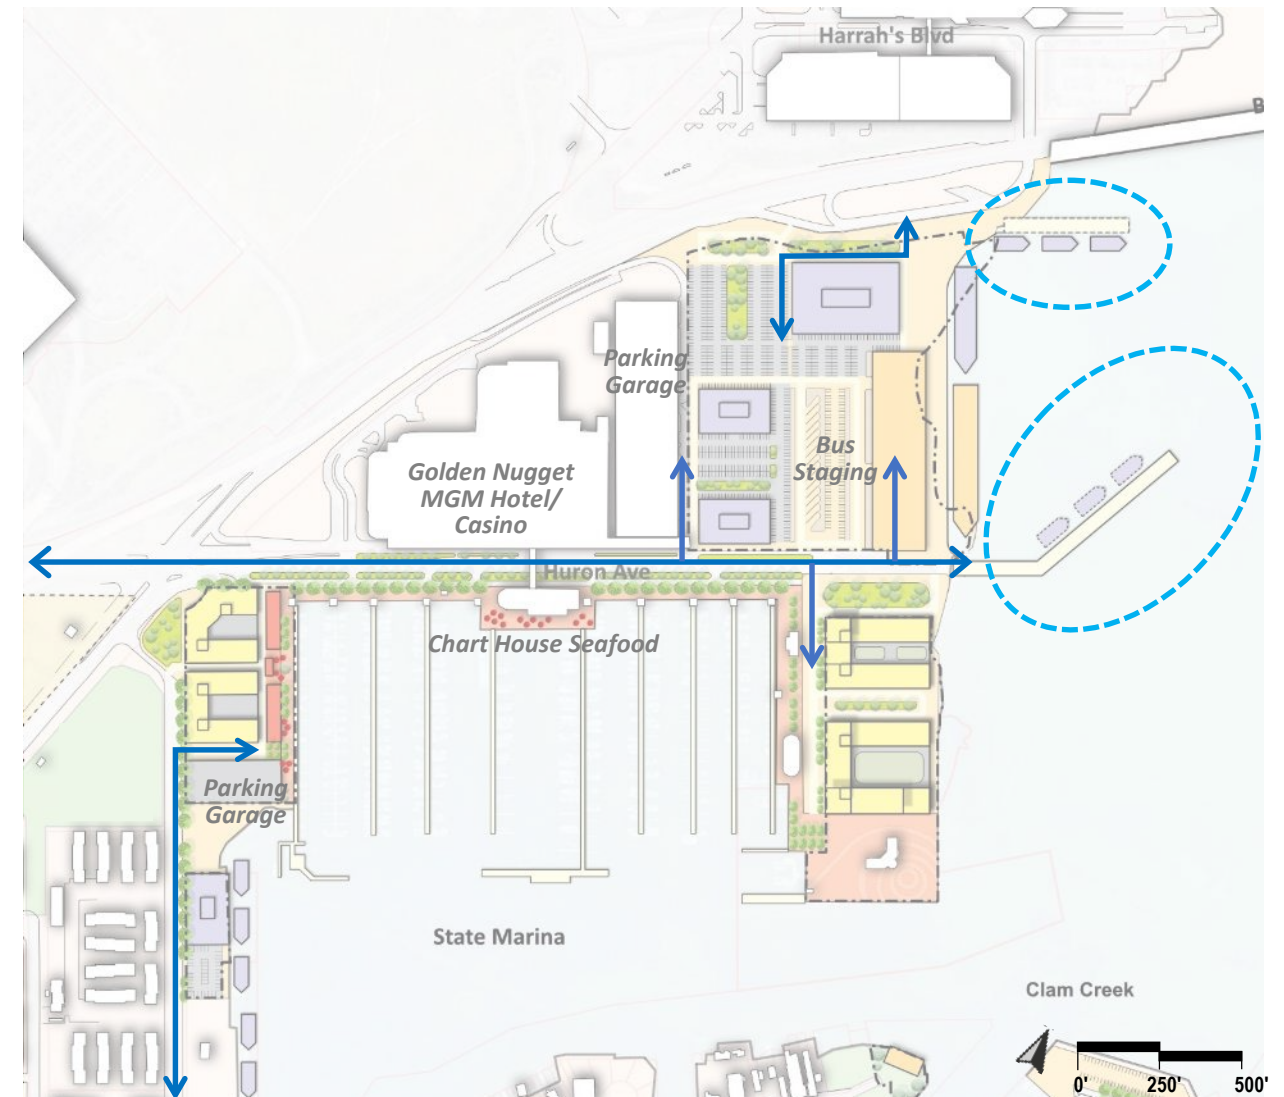 Harrah's Blvd
B
Parking
Garage
Golden Nugget
MGM Hotel/
Casino
Bus
Staging
Huron Ave
Chart House Seafood
Parking
Garage
State Marina
Clam Creek
0' 250' 500'